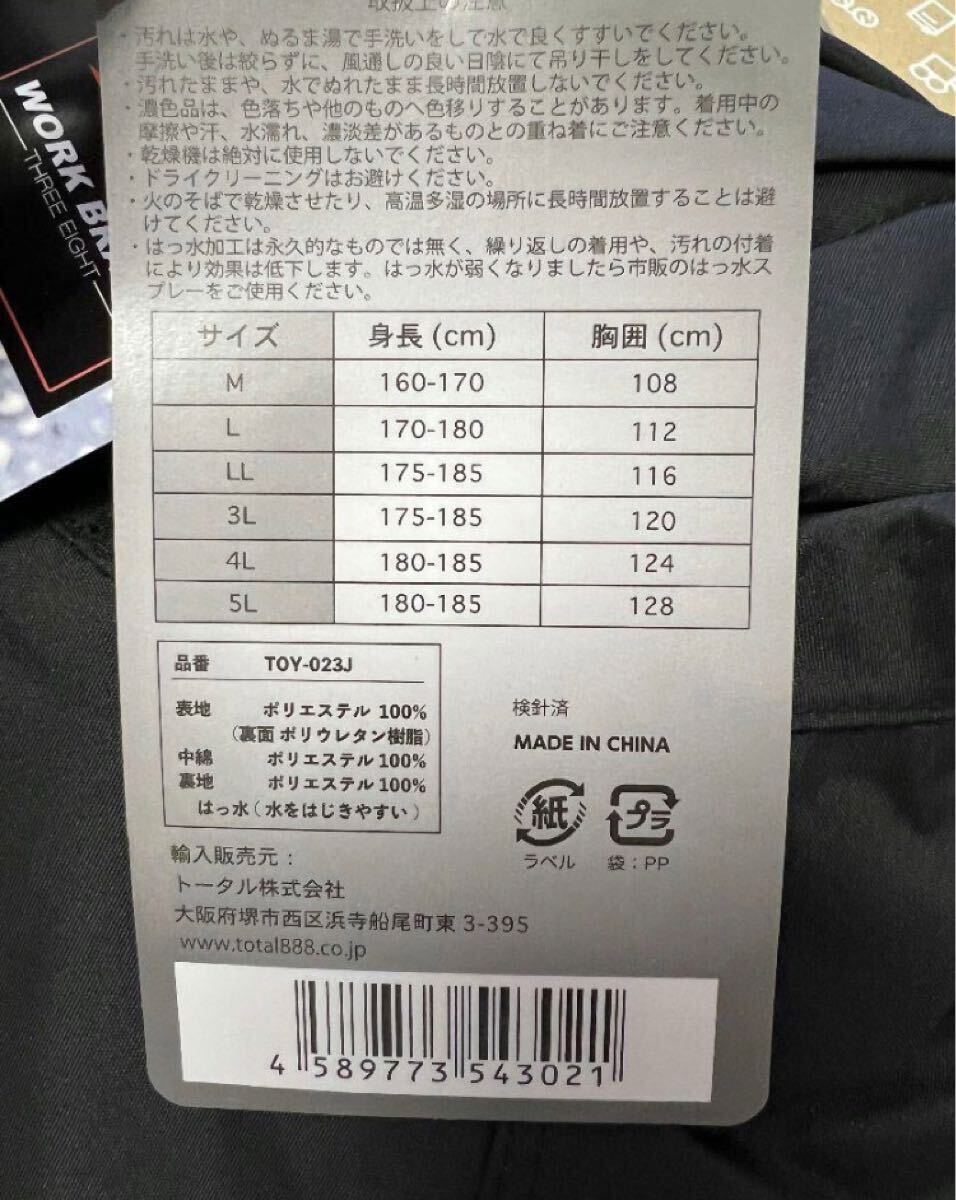 取扱上の注意
・汚れは水や、ぬるま湯で手洗いをして水で良くすすいでください。
手洗い後は絞らずに、風通しの良い日陰にて吊り干しをしてください。
・汚れたままや、水でぬれたまま長時間放置しないでください。
・濃色品は、色落ちや他のものへ色移りすることがあります。着用中の
摩擦や汗、水濡れ、濃淡差があるものとの重ね着にご注意ください。
・乾燥機は絶対に使用しないでください。
・ドライクリーニングはお避けください。
・火のそばで乾燥させたり、高温多湿の場所に長時間放置することは避
けてください。
・はっ水加工は永久的なものでは無く、繰り返しの着用や、汚れの付着
により効果は低下します。はっ水が弱くなりましたら市販のはっ水ス
プレーをご使用ください。
WORK
THREE EIGHT
サイズ 身長 (cm) 胸囲 (cm)
M 160-170 108
L 170-180 112
LL 175-185 116
3L 175-185 120
4L 180-185 124
5L 180-185 128
品番 TOY-023J
表地 ポリエステル 100%
（裏面 ポリウレタン樹脂）
中綿 ポリエステル 100%
裏地 ポリエステル 100%
はっ水（水をはじきやすい）
検針済
MADE IN CHINA
紙 プラ
ラベル 袋：PP
輸入販売元：
トータル株式会社
大阪府堺市西区浜寺船尾町東 3-395
www.total888.co.jp
4 589773 543021